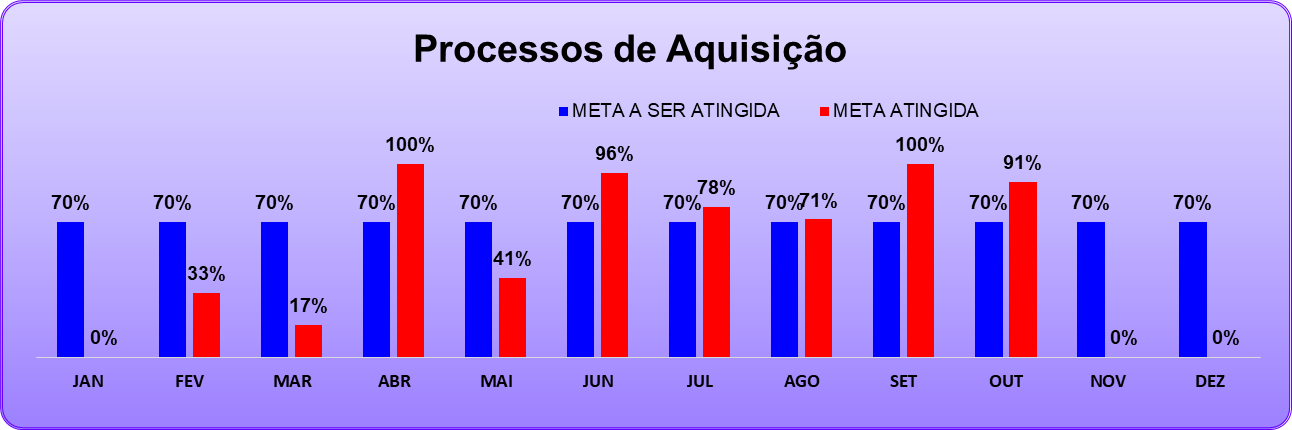 Processos de Aquisição
META A SER ATINGIDA META ATINGIDA
100% 96% 100% 91%
70% 70% 70% 70% 70% 70% 70% 78% 70% 71% 70% 70% 70% 70%
33% 41%
0% 17% 0% 0%
JAN FEV MAR ABR MAI JUN JUL AGO SET OUT NOV DEZ